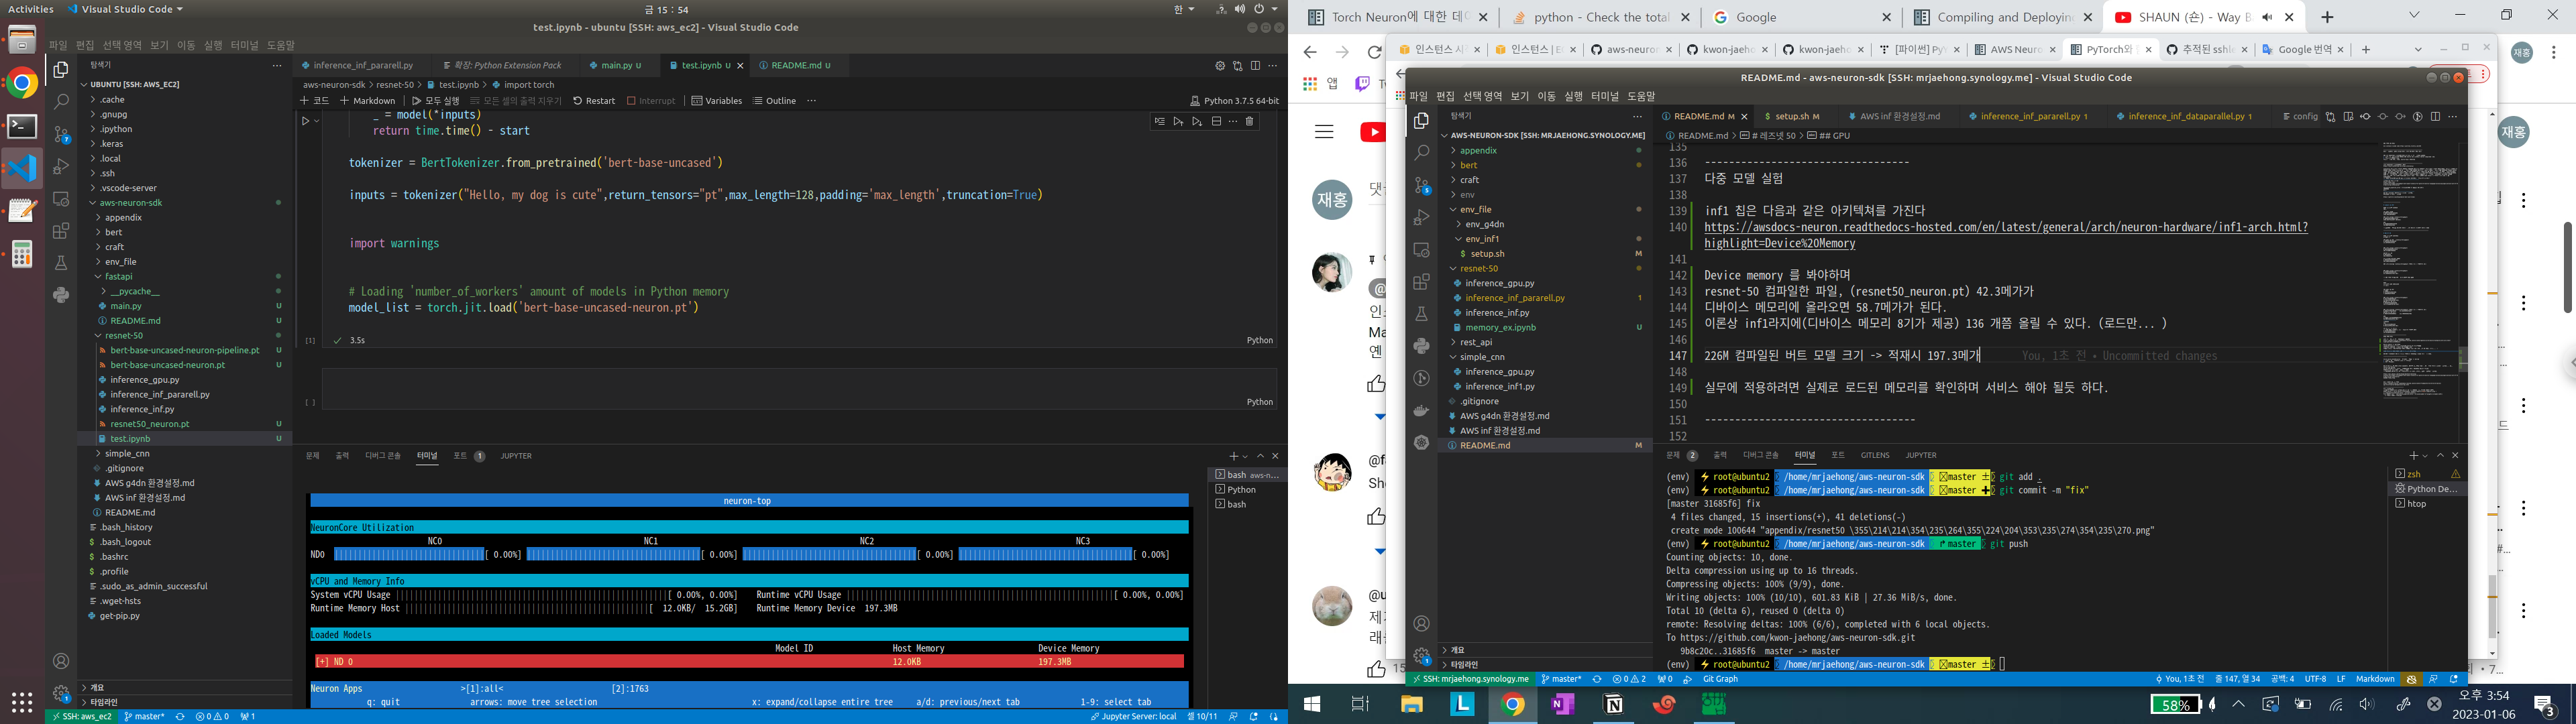 Activities
Visual Studio Code
금 15 : 54
한
test.ipynb - ubuntu [SSH: aws_ec2] - Visual Studio Code
파일 편집 선택 영역 보기 이동 실행 터미널 도움말
탐색기
UBUNTU [SSH: AWS_EC2]
.cache
.gnupg
.ipython
.keras
.local
.ssh
.vscode-server
aws-neuron-sdk
appendix
bert
craft
env_file
fastapi
__pycache__
main.py U
README.md U
resnet-50
bert-base-uncased-neuron-pipeline.pt U
bert-base-uncased-neuron.pt U
inference_gpu.py
inference_inf_pararell.py
inference_inf.py
resnet50_neuron.pt U
test.ipynb U
simple_cnn
.gitignore
AWS g4dn 환경설정.md
AWS inf 환경설정.md
README.md
.bash_history
.bash_logout
.bashrc
.profile
.sudo_as_admin_successful
.wget-hsts
get-pip.py
개요
타임라인
inference_inf_pararell.py
확장: Python Extension Pack
main.py U
test.ipynb U
README.md U
aws-neuron-sdk > resnet-50 > test.ipynb > import torch
코드 Markdown 모두 실행 모든 셀의 출력 지우기 Restart Interrupt Variables Outline ···
Python 3.7.5 64-bit
_ = model(*inputs)
return time.time() - start
tokenizer = BertTokenizer.from_pretrained('bert-base-uncased')
inputs = tokenizer("Hello, my dog is cute",return_tensors="pt",max_length=128,padding='max_length',truncation=True)
import warnings
# Loading 'number_of_workers' amount of models in Python memory
model_list = torch.jit.load('bert-base-uncased-neuron.pt')
[1] 3.5s Python
[ ] Python
문제 출력 디버그 콘솔 터미널 포트 1 JUPYTER
bash aws-n...
Python
bash
neuron-top
NeuronCore Utilization
NC0 NC1 NC2 NC3
ND0 [ 0.00%] [ 0.00%] [ 0.00%] [ 0.00%]
vCPU and Memory Info
System vCPU Usage [ 0.00%, 0.00%] Runtime vCPU Usage [ 0.00%, 0.00%]
Runtime Memory Host [ 12.0KB/ 15.2GB] Runtime Memory Device 197.3MB
Loaded Models
Model ID Host Memory Device Memory
[+] ND 0 12.0KB 197.3MB
Neuron Apps >[1]:all< [2]:1763
q: quit arrows: move tree selection x: expand/collapse entire tree a/d: previous/next tab 1-9: select tab
SSH: aws_ec2 master* 0 0 1 Jupyter Server: local 셀 10/11
Torch Neuron에 대한 데이
python - Check the total
Google
Compiling and Deployin
SHAUN (숀) - Way B
인스턴스 시
인스턴스 | EC
aws-neuron
kwon-jaeho
kwon-jaeh
[파이썬] Py
AWS Neuro
PyTorch와
추적된 sshle
Google 번역
앱
재홍
README.md - aws-neuron-sdk [SSH: mrjaehong.synology.me] - Visual Studio Code
파일 편집 선택 영역 보기 이동 실행 터미널 도움말
탐색기
AWS-NEURON-SDK [SSH: MRJAEHONG.SYNOLOGY.ME]
appendix
bert
craft
env
env_file
env_g4dn
env_inf1
setup.sh M
resnet-50
inference_gpu.py
inference_inf_pararell.py 1
inference_inf.py
memory_ex.ipynb U
rest_api
simple_cnn
inference_gpu.py
inference_inf1.py
.gitignore
AWS g4dn 환경설정.md
AWS inf 환경설정.md
README.md M
개요
타임라인
README.md M
setup.sh M
AWS inf 환경설정.md
inference_inf_pararell.py 1
inference_inf_dataparallel.py 1
config
README.md > # 레즈넷 50 > ## GPU
135
136 ----------------------------------
137 다중 모델 실험
138
139 inf1 칩은 다음과 같은 아키텍쳐를 가진다
140 https://awsdocs-neuron.readthedocs-hosted.com/en/latest/general/arch/neuron-hardware/inf1-arch.html?
highlight=Device%20Memory
141
142 Device memory 를 봐야하며
143 resnet-50 컴파일한 파일, (resnet50_neuron.pt) 42.3메가가
144 디바이스 메모리에 올라오면 58.7메가가 된다.
145 이론상 inf1라지에(디바이스 메모리 8기가 제공) 136 개쯤 올릴 수 있다. (로드만... )
146
147 226M 컴파일된 버트 모델 크기 -> 적재시 197.3메가 You, 1초 전 • Uncommitted changes
148
149 실무에 적용하려면 실제로 로드된 메모리를 확인하며 서비스 해야 될듯 하다.
150
151 -----------------------------------
152
문제 2 출력 디버그 콘솔 터미널 포트 GITLENS JUPYTER
zsh
Python De...
htop
(env) root@ubuntu2 /home/mrjaehong/aws-neuron-sdk master ± git add .
(env) root@ubuntu2 /home/mrjaehong/aws-neuron-sdk master ✚ git commit -m "fix"
[master 31685f6] fix
4 files changed, 15 insertions(+), 41 deletions(-)
create mode 100644 "appendix/resnet50 \355\214\214\354\235\264\355\224\204\353\235\274\354\235\270.png"
(env) root@ubuntu2 /home/mrjaehong/aws-neuron-sdk master git push
Counting objects: 10, done.
Delta compression using up to 16 threads.
Compressing objects: 100% (9/9), done.
Writing objects: 100% (10/10), 601.83 KiB | 27.36 MiB/s, done.
Total 10 (delta 6), reused 0 (delta 0)
remote: Resolving deltas: 100% (6/6), completed with 6 local objects.
To https://github.com/kwon-jaehong/aws-neuron-sdk.git
9b8c20c..31685f6 master -> master
(env) root@ubuntu2 /home/mrjaehong/aws-neuron-sdk master ±
SSH: mrjaehong.synology.me master* 0 2 0 Git Graph You, 1초 전 줄 147, 열 34 공백: 4 UTF-8 LF Markdown
58%
오후 3:54
2023-01-06
3